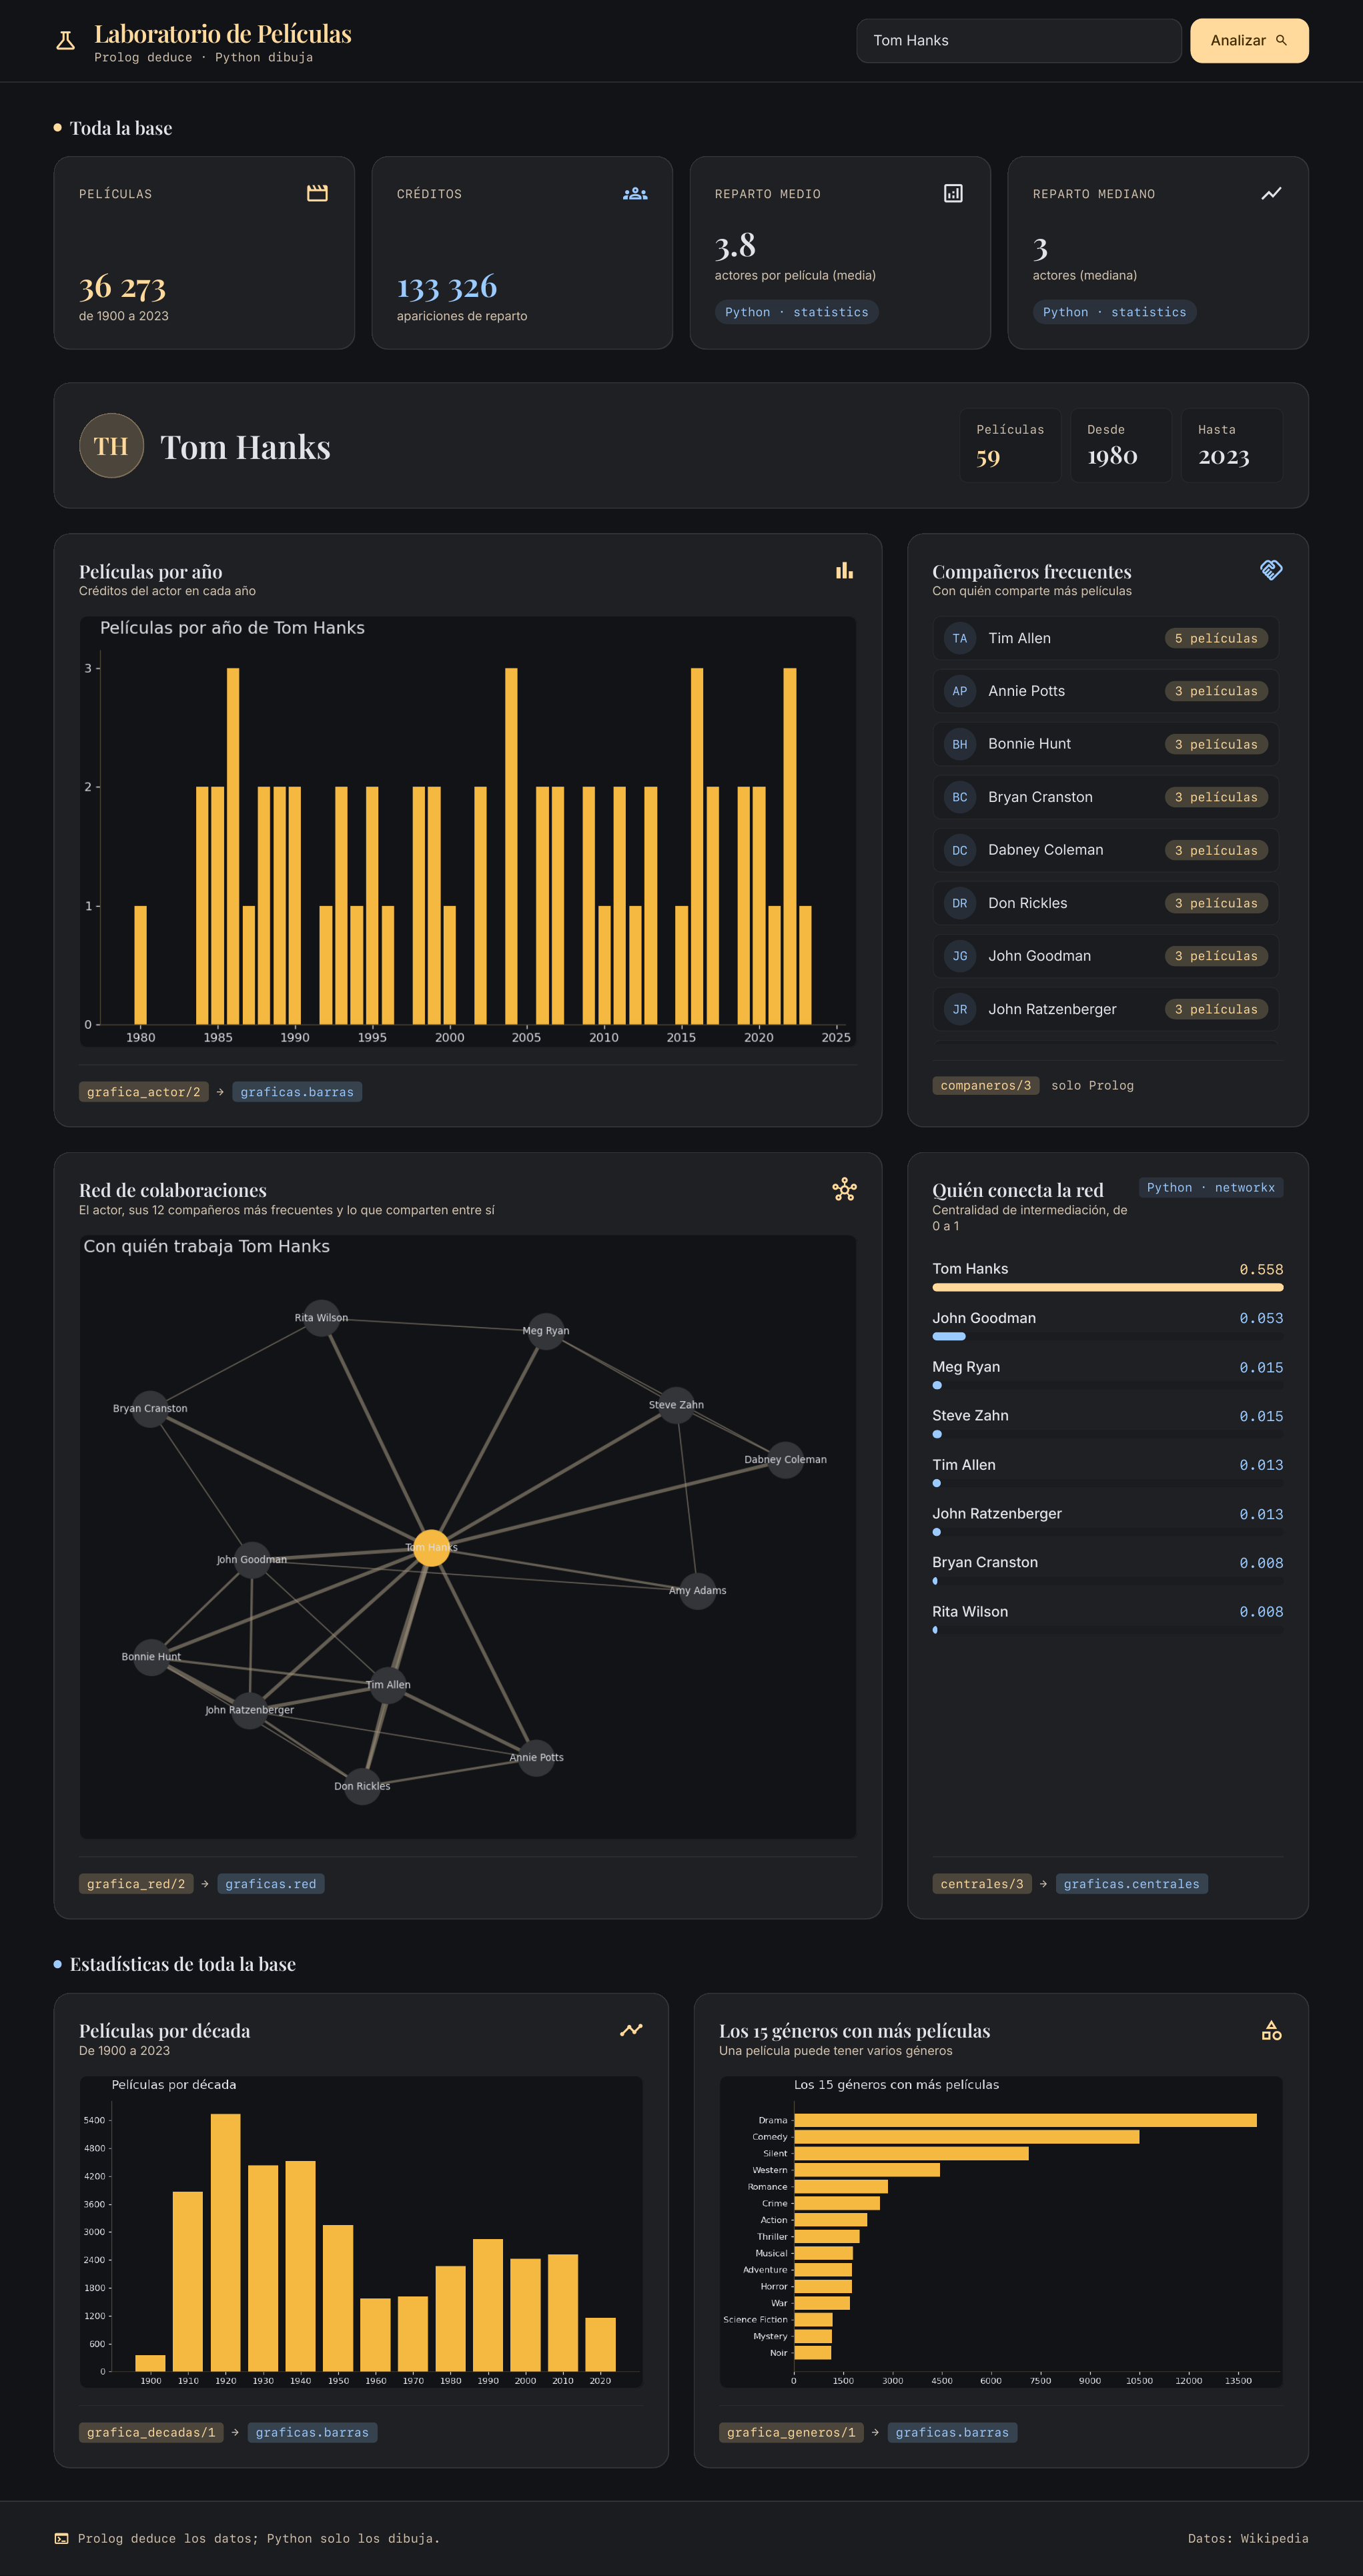 Laboratorio de Películas
Prolog deduce · Python dibuja
Tom Hanks
Analizar
Toda la base
PELÍCULAS
36 273
de 1900 a 2023
CRÉDITOS
133 326
apariciones de reparto
REPARTO MEDIO
3.8
actores por película (media)
Python · statistics
REPARTO MEDIANO
3
actores (mediana)
Python · statistics
TH
Tom Hanks
Películas
59
Desde
1980
Hasta
2023
Películas por año
Créditos del actor en cada año
Películas por año de Tom Hanks
3
2
1
0
1980 1985 1990 1995 2000 2005 2010 2015 2020 2025
grafica_actor/2 → graficas.barras
Compañeros frecuentes
Con quién comparte más películas
TA Tim Allen 5 películas
AP Annie Potts 3 películas
BH Bonnie Hunt 3 películas
BC Bryan Cranston 3 películas
DC Dabney Coleman 3 películas
DR Don Rickles 3 películas
JG John Goodman 3 películas
JR John Ratzenberger 3 películas
companeros/3 solo Prolog
Red de colaboraciones
El actor, sus 12 compañeros más frecuentes y lo que comparten entre sí
Con quién trabaja Tom Hanks
Rita Wilson
Meg Ryan
Bryan Cranston
Steve Zahn
Dabney Coleman
Tom Hanks
John Goodman
Amy Adams
Bonnie Hunt
Tim Allen
John Ratzenberger
Annie Potts
Don Rickles
grafica_red/2 → graficas.red
Quién conecta la red
Python · networkx
Centralidad de intermediación, de
0 a 1
Tom Hanks 0.558
John Goodman 0.053
Meg Ryan 0.015
Steve Zahn 0.015
Tim Allen 0.013
John Ratzenberger 0.013
Bryan Cranston 0.008
Rita Wilson 0.008
centrales/3 → graficas.centrales
Estadísticas de toda la base
Películas por década
De 1900 a 2023
Películas por década
5400
4800
4200
3600
3000
2400
1800
1200
600
0
1900 1910 1920 1930 1940 1950 1960 1970 1980 1990 2000 2010 2020
grafica_decadas/1 → graficas.barras
Los 15 géneros con más películas
Una película puede tener varios géneros
Los 15 géneros con más películas
Drama
Comedy
Silent
Western
Romance
Crime
Action
Thriller
Musical
Adventure
Horror
War
Science Fiction
Mystery
Noir
0 1500 3000 4500 6000 7500 9000 10500 12000 13500
grafica_generos/1 → graficas.barras
Prolog deduce los datos; Python solo los dibuja.
Datos: Wikipedia